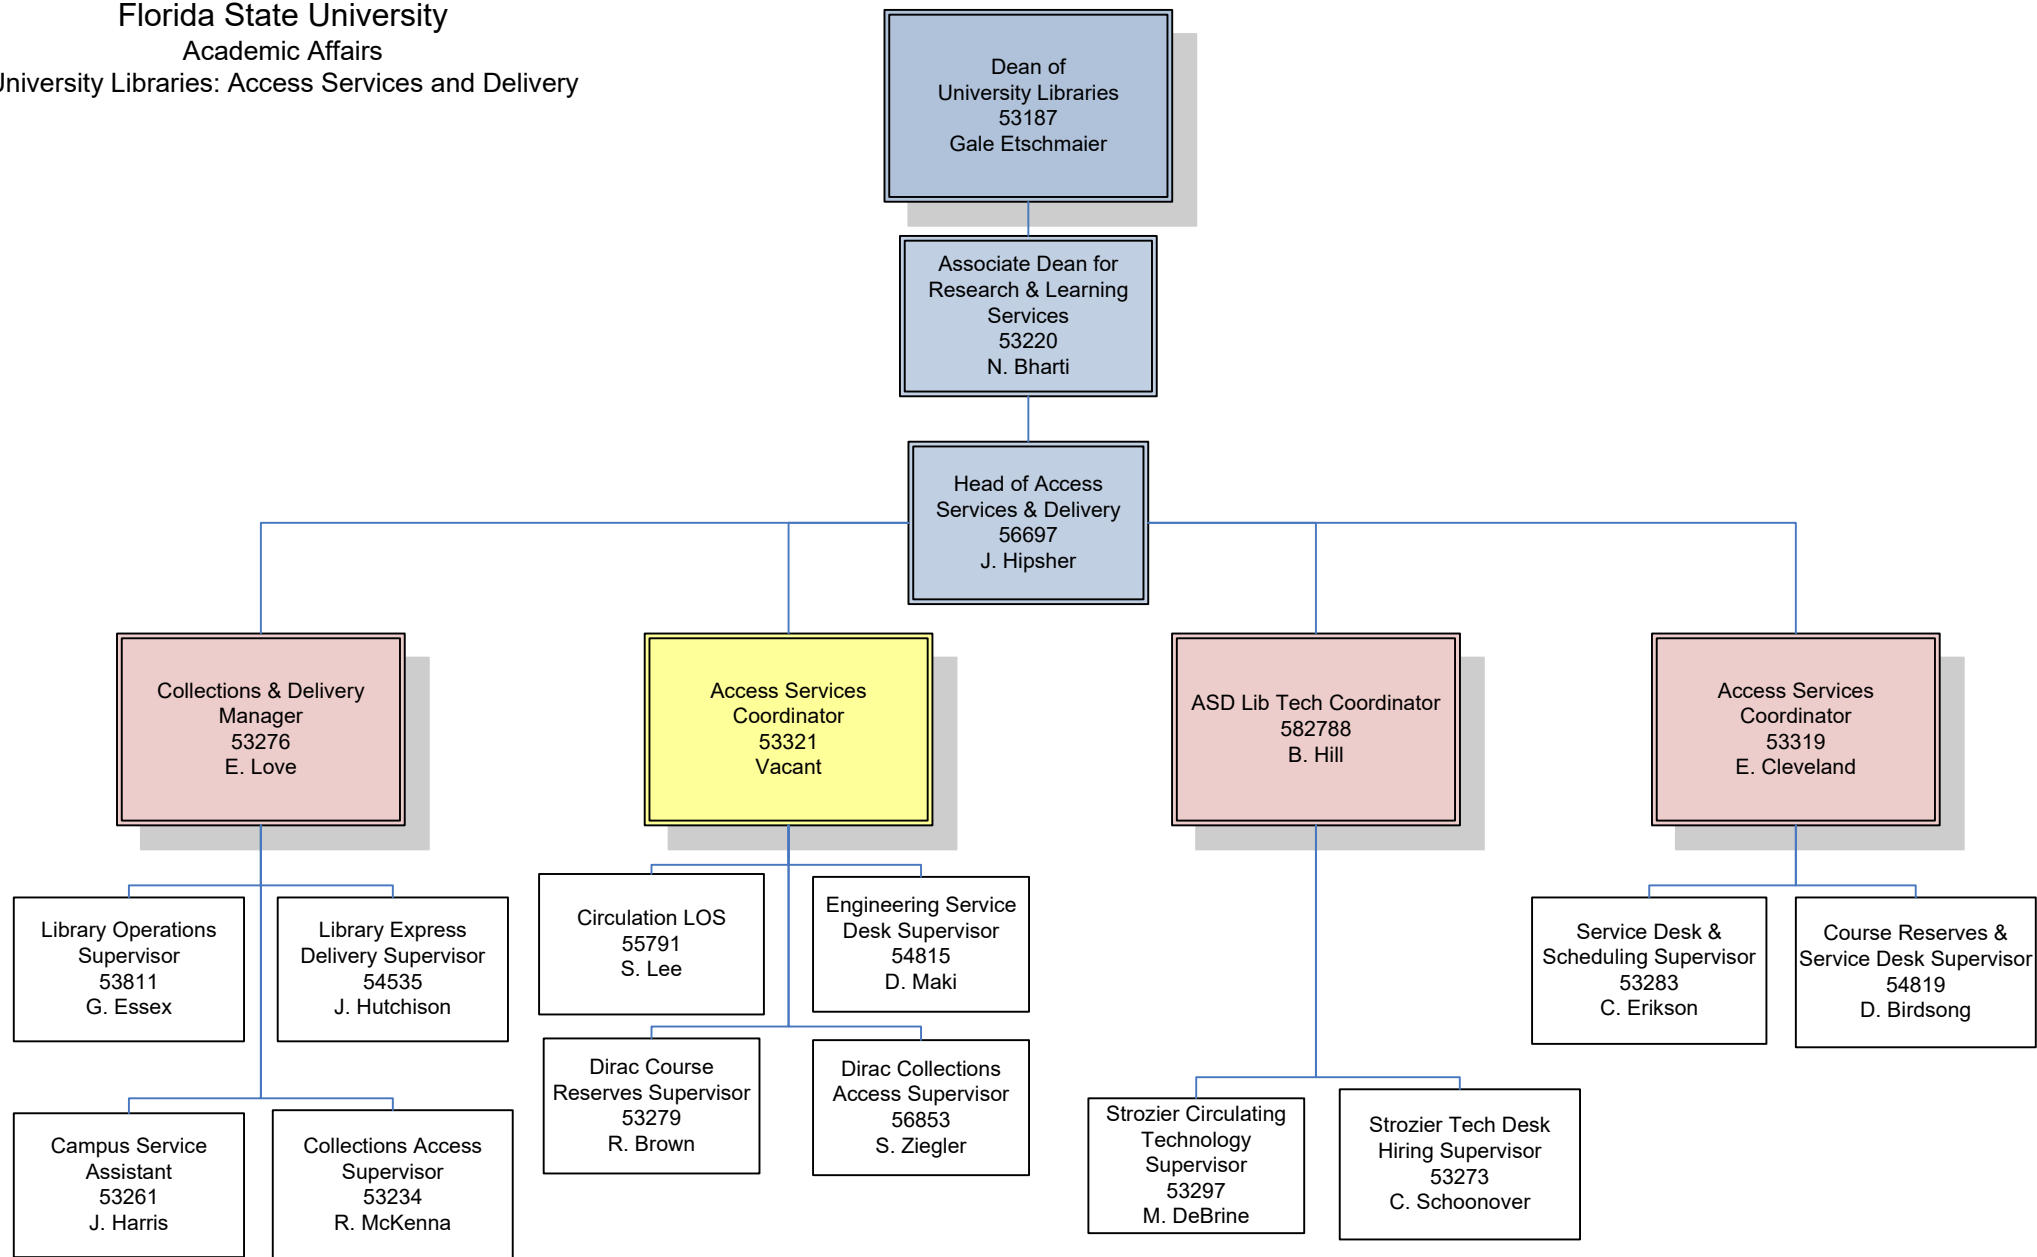 Florida State University
Academic Affairs
University Libraries: Access Services and Delivery
Dean of
University Libraries
53187
Gale Etschmaier
Associate Dean for
Research & Learning
Services
53220
N. Bharti
Head of Access
Services & Delivery
56697
J. Hipsher
Collections & Delivery
Manager
53276
E. Love
Access Services
Coordinator
53321
Vacant
ASD Lib Tech Coordinator
582788
B. Hill
Access Services
Coordinator
53319
E. Cleveland
Library Operations
Supervisor
53811
G. Essex
Library Express
Delivery Supervisor
54535
J. Hutchison
Campus Service
Assistant
53261
J. Harris
Collections Access
Supervisor
53234
R. McKenna
Circulation LOS
55791
S. Lee
Engineering Service
Desk Supervisor
54815
D. Maki
Dirac Course
Reserves Supervisor
53279
R. Brown
Dirac Collections
Access Supervisor
56853
S. Ziegler
Strozier Circulating
Technology
Supervisor
53297
M. DeBrine
Strozier Tech Desk
Hiring Supervisor
53273
C. Schoonover
Service Desk &
Scheduling Supervisor
53283
C. Erikson
Course Reserves &
Service Desk Supervisor
54819
D. Birdsong